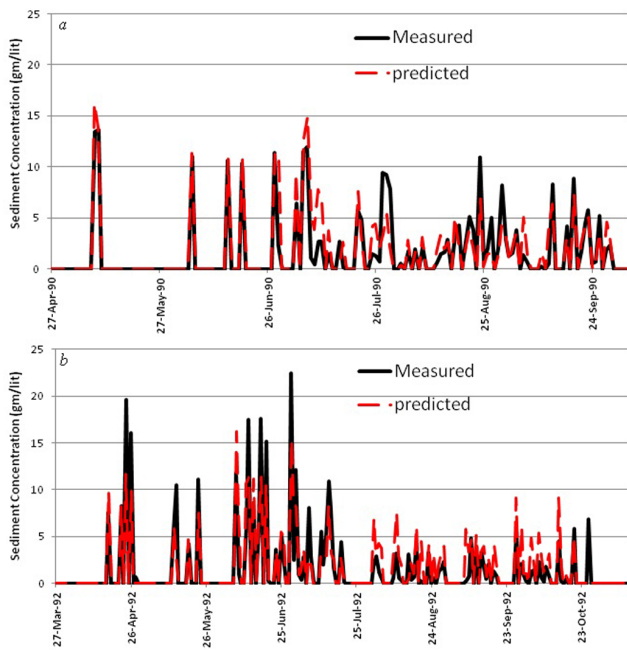 a
Measured
predicted
Sediment Concentration (gm/lit)
25
20
15
10
5
0
27-Apr-90
27-May-90
26-Jun-90
26-Jul-90
25-Aug-90
24-Sep-90
b
Measured
predicted
Sediment Concentration (gm/lit)
25
20
15
10
5
0
27-Mar-92
26-Apr-92
26-May-92
25-Jun-92
25-Jul-92
24-Aug-92
23-Sep-92
23-Oct-92